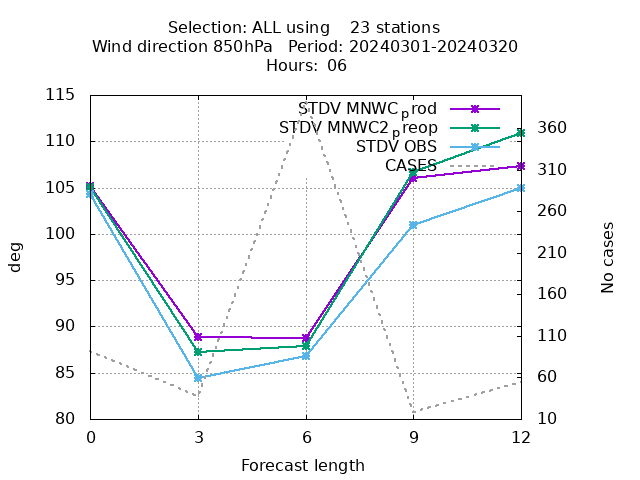 Selection: ALL using 23 stations
Wind direction 850hPa Period: 20240301-20240320
Hours: 06
STDV MNWCprod
STDV MNWC2preop
STDV OBS
CASES
115
110
105
100
95
90
85
80
360
310
260
210
160
110
60
10
0 3 6 9 12
deg
No cases
Forecast length